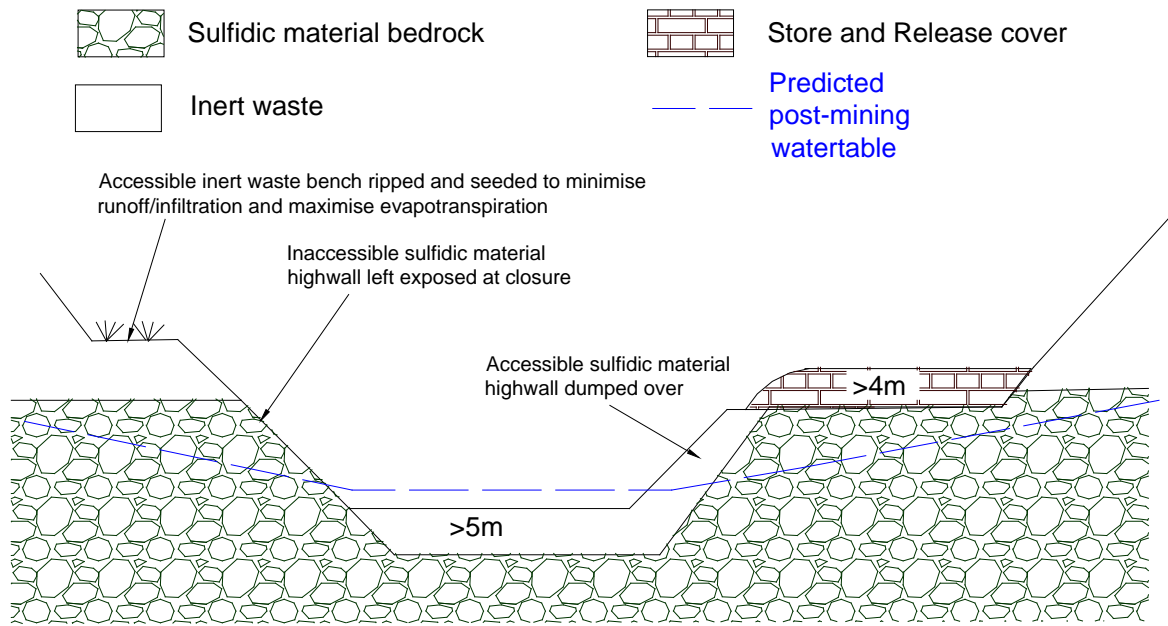 Sulfidic material bedrock
Store and Release cover
Inert waste
Predicted
post-mining
watertable
Accessible inert waste bench ripped and seeded to minimise
runoff/infiltration and maximise evapotranspiration
Inaccessible sulfidic material
highwall left exposed at closure
Accessible sulfidic material
highwall dumped over
>4m
>5m